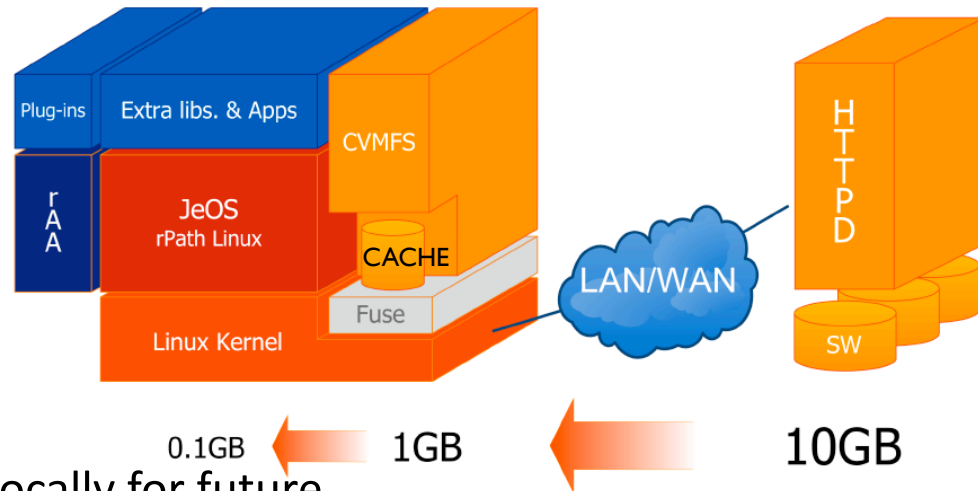 Plug-ins
Extra libs. & Apps
CVMFS
HTTPD
rAA
JeOS
rPath Linux
CACHE
LAN/WAN
Fuse
Linux Kernel
SW
0.1GB
1GB
10GB
ocally for future